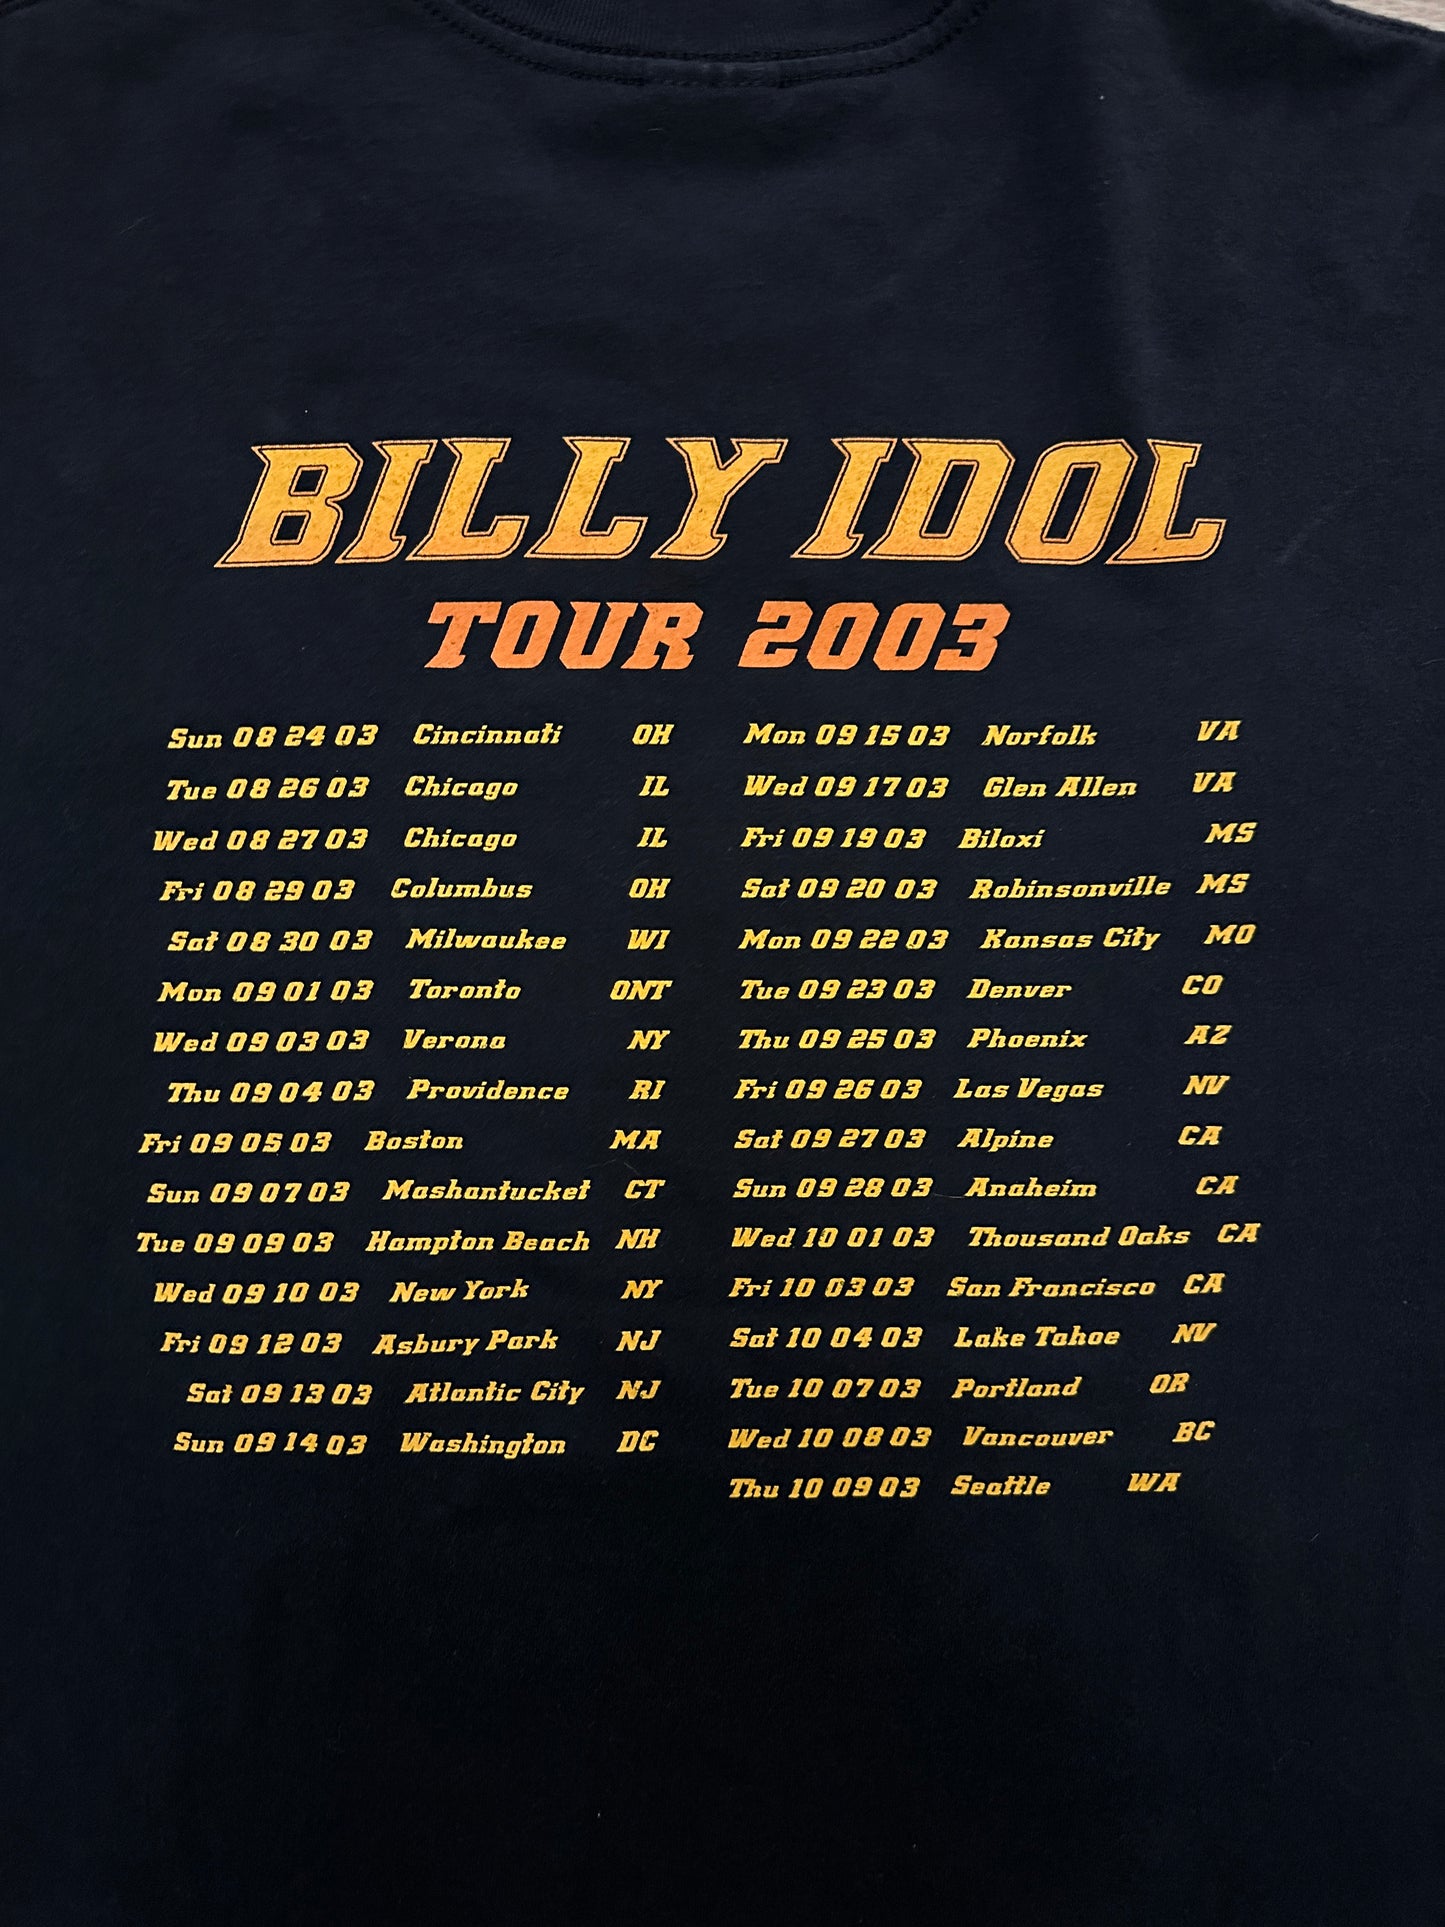 BILLY IDOL
TOUR 2003
Sun 08 24 03 Cincinnati OH
Tue 08 26 03 Chicago IL
Wed 08 27 03 Chicago IL
Fri 08 29 03 Columbus OH
Sat 08 30 03 Milwaukee WI
Mon 09 01 03 Toronto ONT
Wed 09 03 03 Verona NY
Thu 09 04 03 Providence RI
Fri 09 05 03 Boston MA
Sun 09 07 03 Mashantucket CT
Tue 09 09 03 Hampton Beach NH
Wed 09 10 03 New York NY
Fri 09 12 03 Asbury Park NJ
Sat 09 13 03 Atlantic City NJ
Sun 09 14 03 Washington DC
Mon 09 15 03 Norfolk VA
Wed 09 17 03 Glen Allen VA
Fri 09 19 03 Biloxi MS
Sat 09 20 03 Robinsonville MS
Mon 09 22 03 Kansas City MO
Tue 09 23 03 Denver CO
Thu 09 25 03 Phoenix AZ
Fri 09 26 03 Las Vegas NV
Sat 09 27 03 Alpine CA
Sun 09 28 03 Anaheim CA
Wed 10 01 03 Thousand Oaks CA
Fri 10 03 03 San Francisco CA
Sat 10 04 03 Lake Tahoe NV
Tue 10 07 03 Portland OR
Wed 10 08 03 Vancouver BC
Thu 10 09 03 Seattle WA